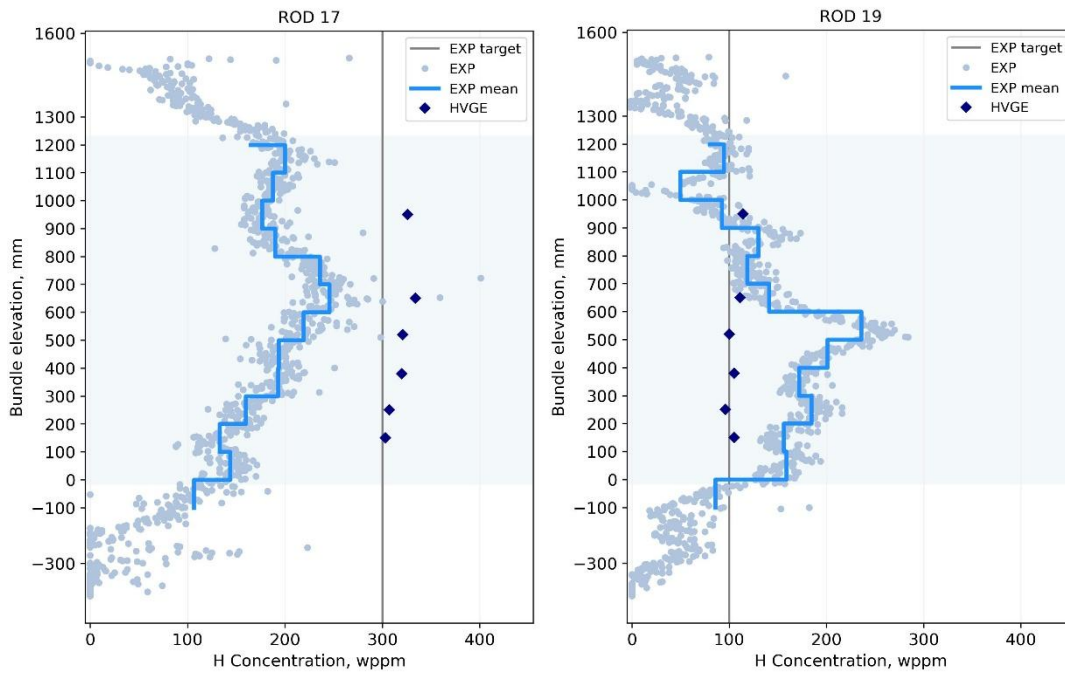 ROD 17
1600
1300
1200
1100
1000
900
800
700
600
500
400
300
200
100
0
−100
−300
Bundle elevation, mm
EXP target
EXP
EXP mean
HVGE
0 100 200 300 400
H Concentration, wppm
ROD 19
1600
1300
1200
1100
1000
900
800
700
600
500
400
300
200
100
0
−100
−300
Bundle elevation, mm
EXP target
EXP
EXP mean
HVGE
0 100 200 300 400
H Concentration, wppm